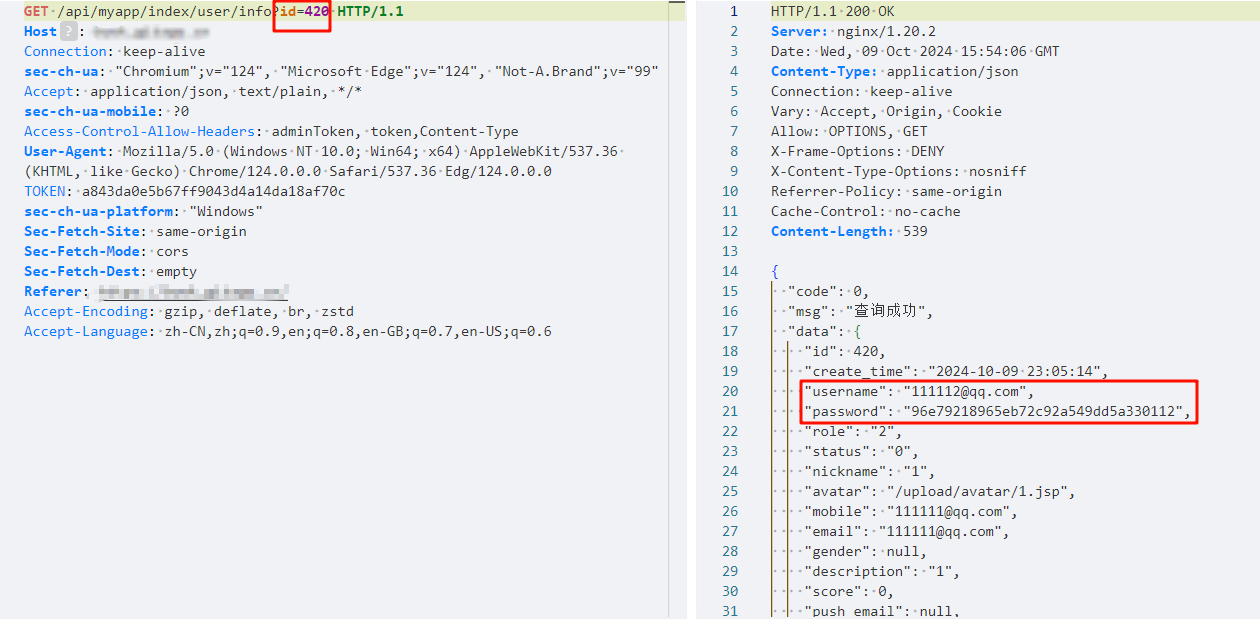 GET /api/myapp/index/user/info?id=420 HTTP/1.1
Host ? :
Connection: keep-alive
sec-ch-ua: "Chromium";v="124", "Microsoft Edge";v="124", "Not-A.Brand";v="99"
Accept: application/json, text/plain, */*
sec-ch-ua-mobile: ?0
Access-Control-Allow-Headers: adminToken, token,Content-Type
User-Agent: Mozilla/5.0 (Windows NT 10.0; Win64; x64) AppleWebKit/537.36
(KHTML, like Gecko) Chrome/124.0.0.0 Safari/537.36 Edg/124.0.0.0
TOKEN: a843da0e5b67ff9043d4a14da18af70c
sec-ch-ua-platform: "Windows"
Sec-Fetch-Site: same-origin
Sec-Fetch-Mode: cors
Sec-Fetch-Dest: empty
Referer:
Accept-Encoding: gzip, deflate, br, zstd
Accept-Language: zh-CN,zh;q=0.9,en;q=0.8,en-GB;q=0.7,en-US;q=0.6
1 HTTP/1.1 200 OK
2 Server: nginx/1.20.2
3 Date: Wed, 09 Oct 2024 15:54:06 GMT
4 Content-Type: application/json
5 Connection: keep-alive
6 Vary: Accept, Origin, Cookie
7 Allow: OPTIONS, GET
8 X-Frame-Options: DENY
9 X-Content-Type-Options: nosniff
10 Referrer-Policy: same-origin
11 Cache-Control: no-cache
12 Content-Length: 539
13
14 {
15 "code": 0,
16 "msg": "查询成功",
17 "data": {
18 "id": 420,
19 "create_time": "2024-10-09 23:05:14",
20 "username": "111112@qq.com",
21 "password": "96e79218965eb72c92a549dd5a330112",
22 "role": "2",
23 "status": "0",
24 "nickname": "1",
25 "avatar": "/upload/avatar/1.jsp",
26 "mobile": "111111@qq.com",
27 "email": "111111@qq.com",
28 "gender": null,
29 "description": "1",
30 "score": 0,
31 "push_email": null,